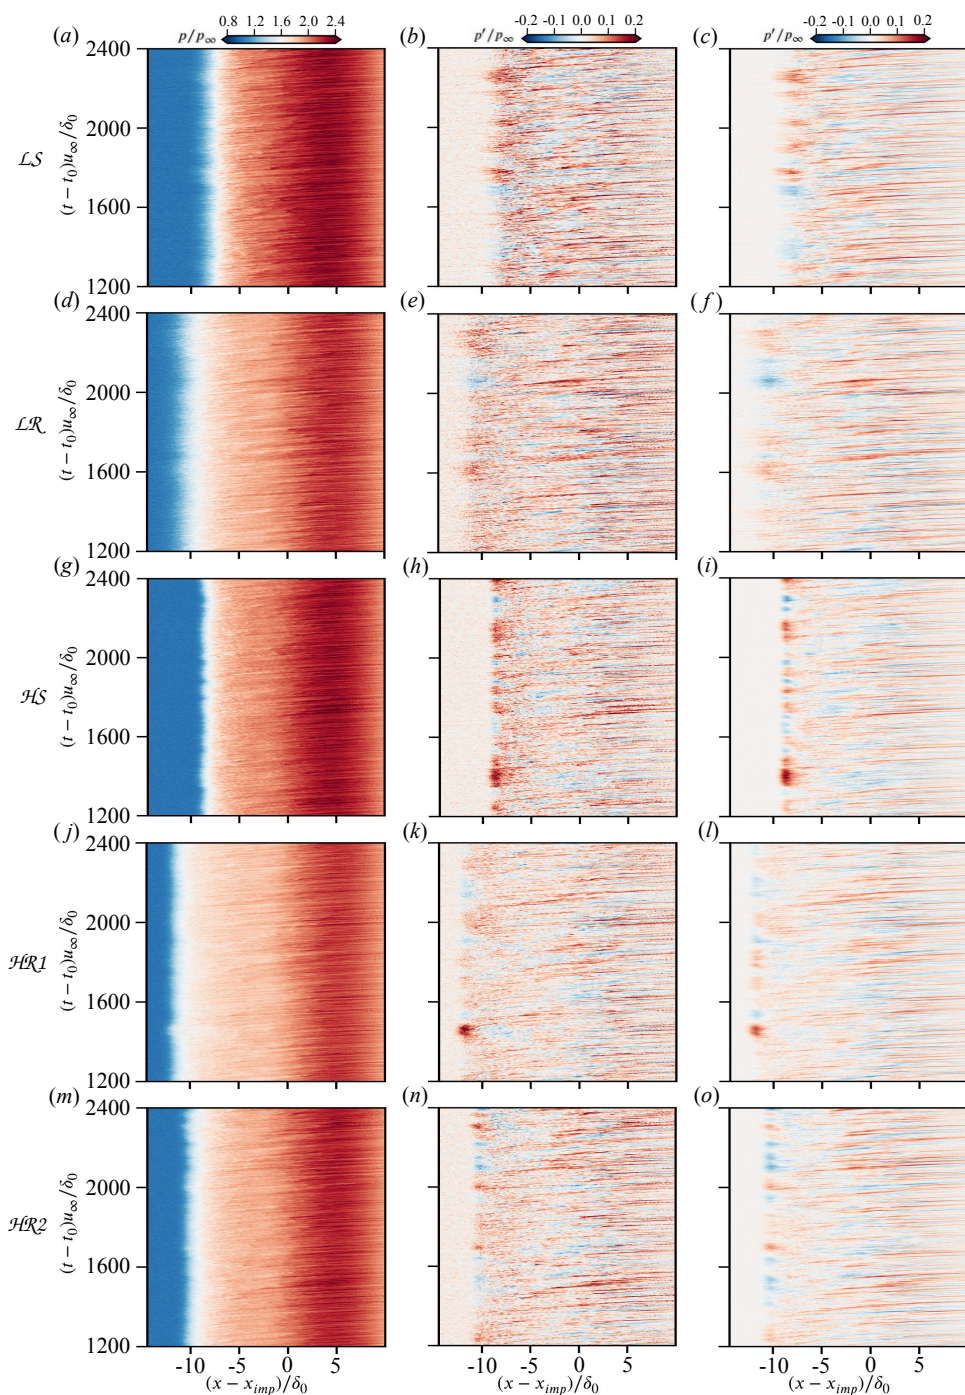 p/p∞ 0.8 1.2 1.6 2.0 2.4
p′/p∞ -0.2 -0.1 0.0 0.1 0.2
p′/p∞ -0.2 -0.1 0.0 0.1 0.2
(a) (b) (c)
LS
(t − t0)u∞/δ0
2400
2000
1600
1200
(d) (e) (f)
LR
(t − t0)u∞/δ0
2400
2000
1600
1200
(g) (h) (i)
HS
(t − t0)u∞/δ0
2400
2000
1600
1200
(j) (k) (l)
HR1
(t − t0)u∞/δ0
2400
2000
1600
1200
(m) (n) (o)
HR2
(t − t0)u∞/δ0
2400
2000
1600
1200
-10 -5 0 5
-10 -5 0 5
-10 -5 0 5
(x − ximp)/δ0
(x − ximp)/δ0
(x − ximp)/δ0